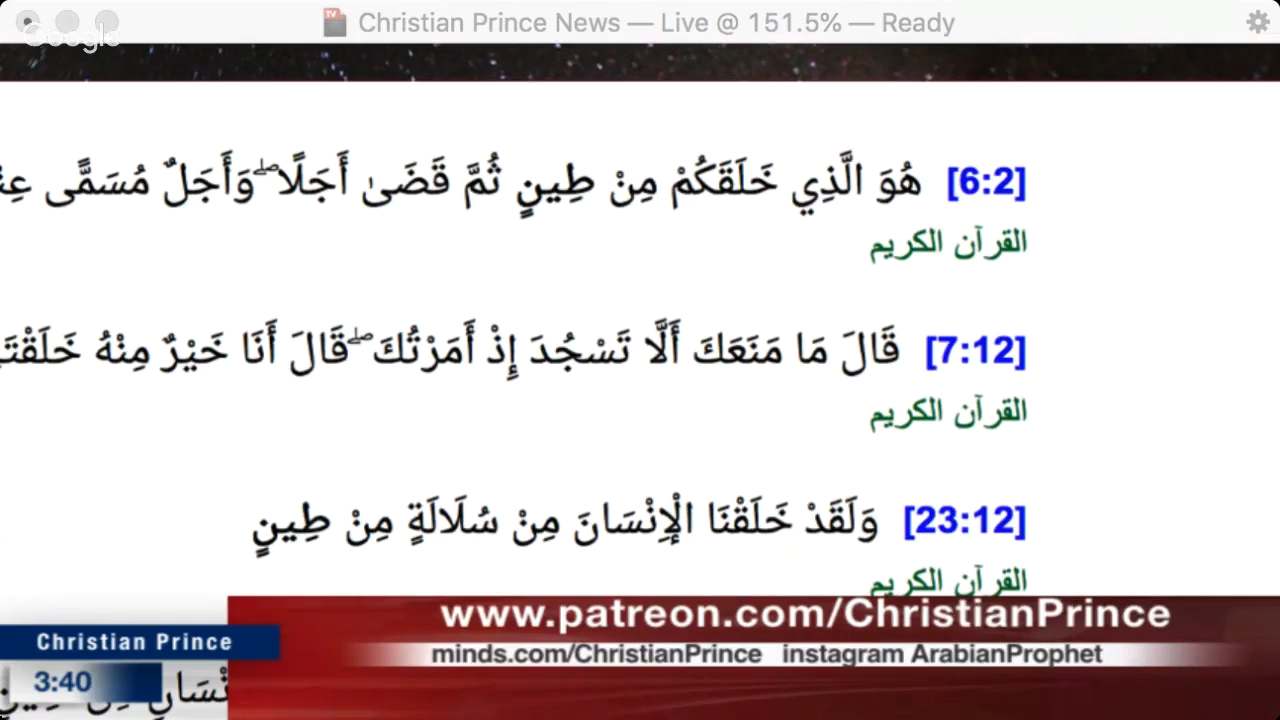 Christian Prince News — Live @ 151.5% — Ready
Google
[6:2] هُوَ الَّذِي خَلَقَكُمْ مِنْ طِينٍ ثُمَّ قَضَىٰ أَجَلًا ۖ وَأَجَلٌ مُسَمًّى
القرآن الكريم
[7:12] قَالَ مَا مَنَعَكَ أَلَّا تَسْجُدَ إِذْ أَمَرْتُكَ ۖ قَالَ أَنَا خَيْرٌ مِنْهُ
القرآن الكريم
[23:12] وَلَقَدْ خَلَقْنَا الْإِنْسَانَ مِنْ سُلَالَةٍ مِنْ طِينٍ
القرآن الكريم
www.patreon.com/ChristianPrince
Christian Prince
minds.com/ChristianPrince instagram ArabianProphet
3:40